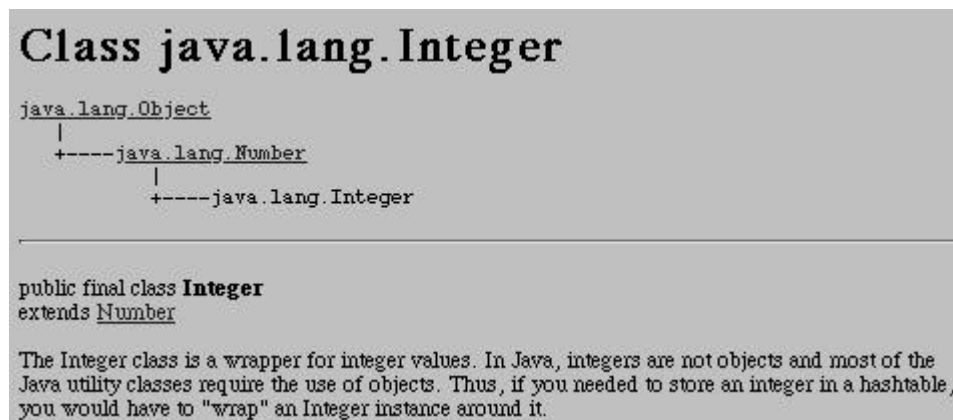 Class java.lang.Integer
java.lang.Object
   |
   +----java.lang.Number
           |
           +----java.lang.Integer
public final class Integer
extends Number
The Integer class is a wrapper for integer values. In Java, integers are not objects and most of the
Java utility classes require the use of objects. Thus, if you needed to store an integer in a hashtable,
you would have to "wrap" an Integer instance around it.